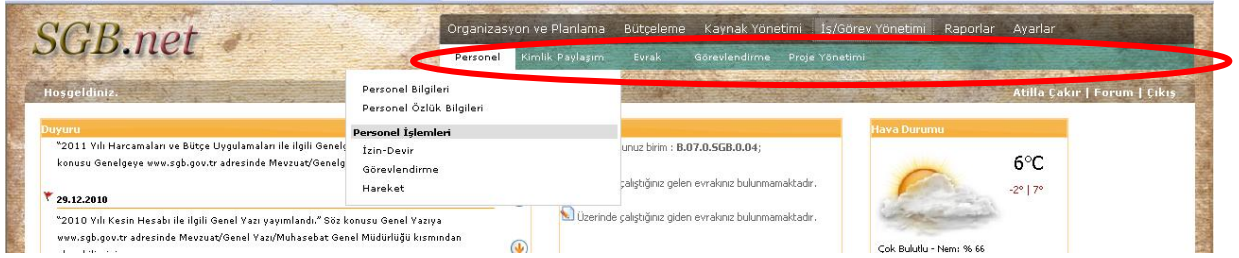 SGB.net
Organizasyon ve Planlama Bütçeleme Kaynak Yönetimi İş/Görev Yönetimi Raporlar Ayarlar
Personel Kimlik Paylaşım Evrak Görevlendirme Proje Yönetimi
Hoşgeldiniz.
Atilla Çakır | Forum | Çıkış
Personel Bilgileri
Personel Özlük Bilgileri
Personel İşlemleri
İzin-Devir
Görevlendirme
Hareket
Duyuru
"2011 Yılı Harcamaları ve Bütçe Uygulamaları ile ilgili Genelg
konusu Genelgeye www.sgb.gov.tr adresinde Mevzuat/Genelg
29.12.2010
"2010 Yılı Kesin Hesabı ile ilgili Genel Yazı yayımlandı." Söz konusu Genel Yazıya
www.sgb.gov.tr adresinde Mevzuat/Genel Yazı/Muhasebat Genel Müdürlüğü kısmından
unuz birim : B.07.0.SGB.0.04;
çalıştığınız gelen evrakınız bulunmamaktadır.
Üzerinde çalıştığınız giden evrakınız bulunmamaktadır.
Hava Durumu
6°C
-2° | 7°
Çok Bulutlu - Nem: % 66